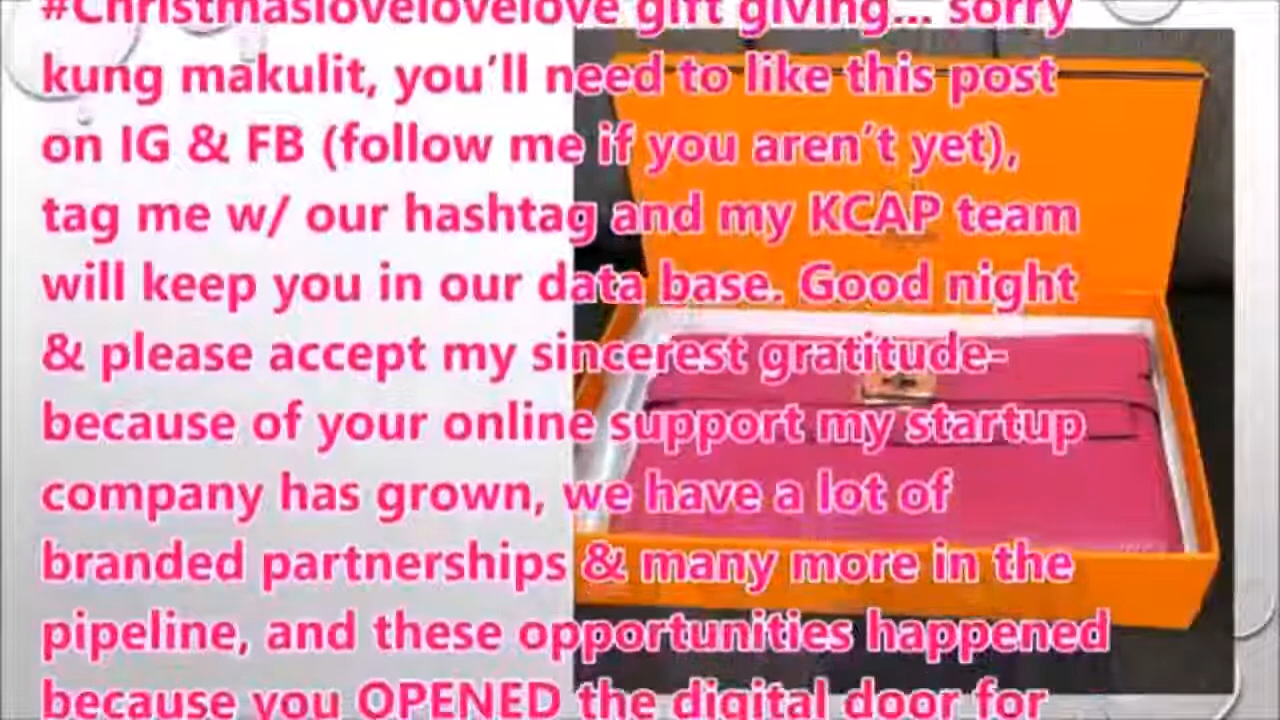 #Christmaslovelovelove gift giving... sorry
kung makulit, you’ll need to like this post
on IG & FB (follow me if you aren’t yet),
tag me w/ our hashtag and my KCAP team
will keep you in our data base. Good night
& please accept my sincerest gratitude-
because of your online support my startup
company has grown, we have a lot of
branded partnerships & many more in the
pipeline, and these opportunities happened
because you OPENED the digital door for